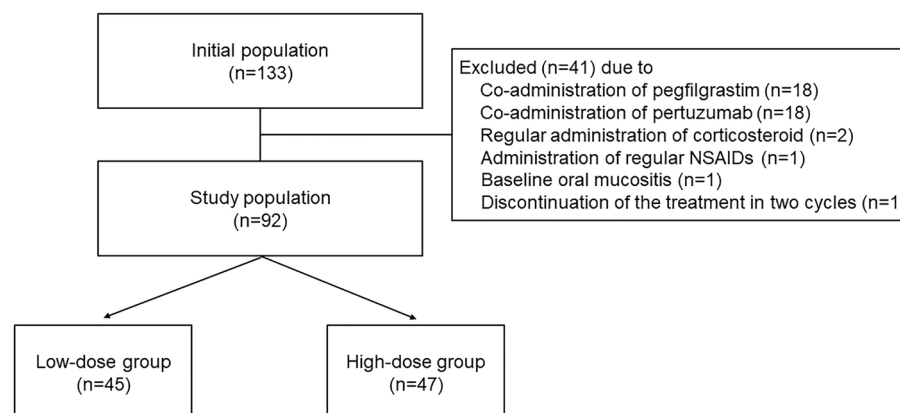 Initial population
(n=133)
Excluded (n=41) due to
Co-administration of pegfilgrastim (n=18)
Co-administration of pertuzumab (n=18)
Regular administration of corticosteroid (n=2)
Administration of regular NSAIDs (n=1)
Baseline oral mucositis (n=1)
Discontinuation of the treatment in two cycles (n=1
Study population
(n=92)
Low-dose group
(n=45)
High-dose group
(n=47)